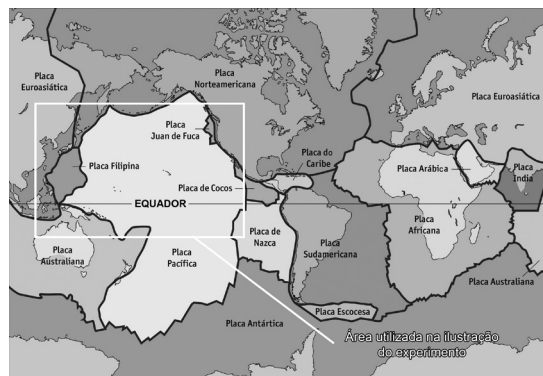 Placa
Euroasiática
Placa
Norteamericana
Placa
Euroasiática
Placa
Juan de Fuca
Placa Filipina
Placa do
Caribe
Placa Arábica
Placa
India
Placa de Cocos
EQUADOR
Placa
Australiana
Placa
Pacífica
Placa de
Nazca
Placa
Sudamericana
Placa
Africana
Placa Australiana
Placa Escocesa
Placa Antártica
Área utilizada na ilustração
do experimento